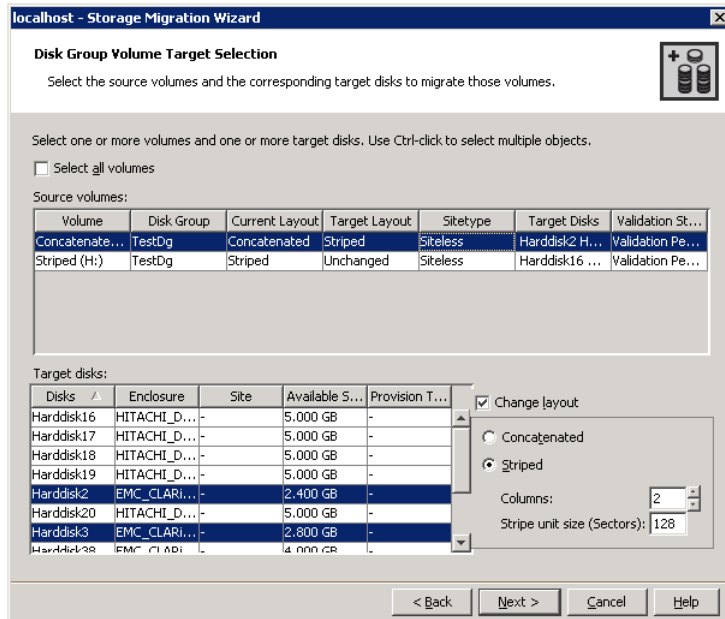 localhost - Storage Migration Wizard
Disk Group Volume Target Selection
Select the source volumes and the corresponding target disks to migrate those volumes.
Select one or more volumes and one or more target disks. Use Ctrl-click to select multiple objects.
Select all volumes
Source volumes:
Volume Disk Group Current Layout Target Layout Sitetype Target Disks Validation St...
Concatenate... TestDg Concatenated Striped Siteless Harddisk2 H... Validation Pe...
Striped (H:) TestDg Striped Unchanged Siteless Harddisk16 ... Validation Pe...
Target disks:
Disks Enclosure Site Available S... Provision T...
Harddisk16 HITACHI_D... - 5.000 GB -
Harddisk17 HITACHI_D... - 5.000 GB -
Harddisk18 HITACHI_D... - 5.000 GB -
Harddisk19 HITACHI_D... - 5.000 GB -
Harddisk2 EMC_CLARi... - 2.400 GB -
Harddisk20 HITACHI_D... - 5.000 GB -
Harddisk3 EMC_CLARi... - 2.800 GB -
Harddisk38 EMC_CLARi... - 4.000 GB -
Change layout
Concatenated
Striped
Columns: 2
Stripe unit size (Sectors): 128
< Back Next > Cancel Help